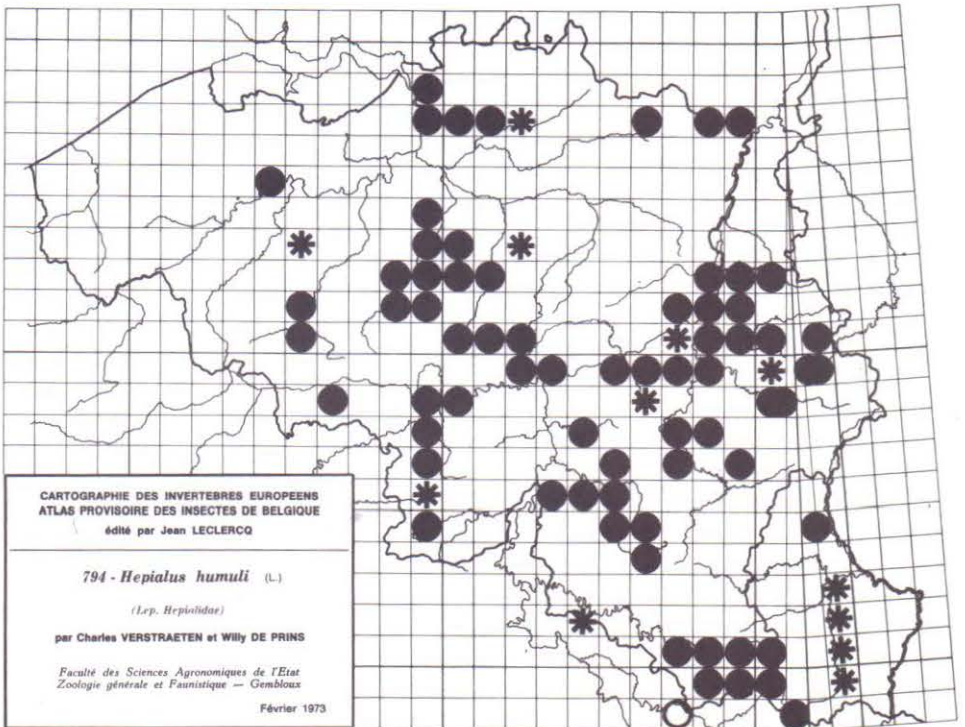 CARTOGRAPHIE DES INVERTEBRES EUROPEENS
ATLAS PROVISOIRE DES INSECTES DE BELGIQUE
édité par Jean LECLERCQ
794 - Hepialus humuli (L.)
(Lep. Hepialidae)
par Charles VERSTRAETEN et Willy DE PRINS
Faculté des Sciences Agronomiques de l'Etat
Zoologie générale et Faunistique — Gembloux
Février 1973